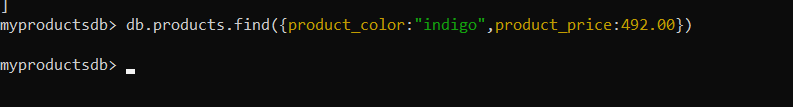 ]
myproductsdb> db.products.find({product_color:"indigo",product_price:492.00})
myproductsdb>